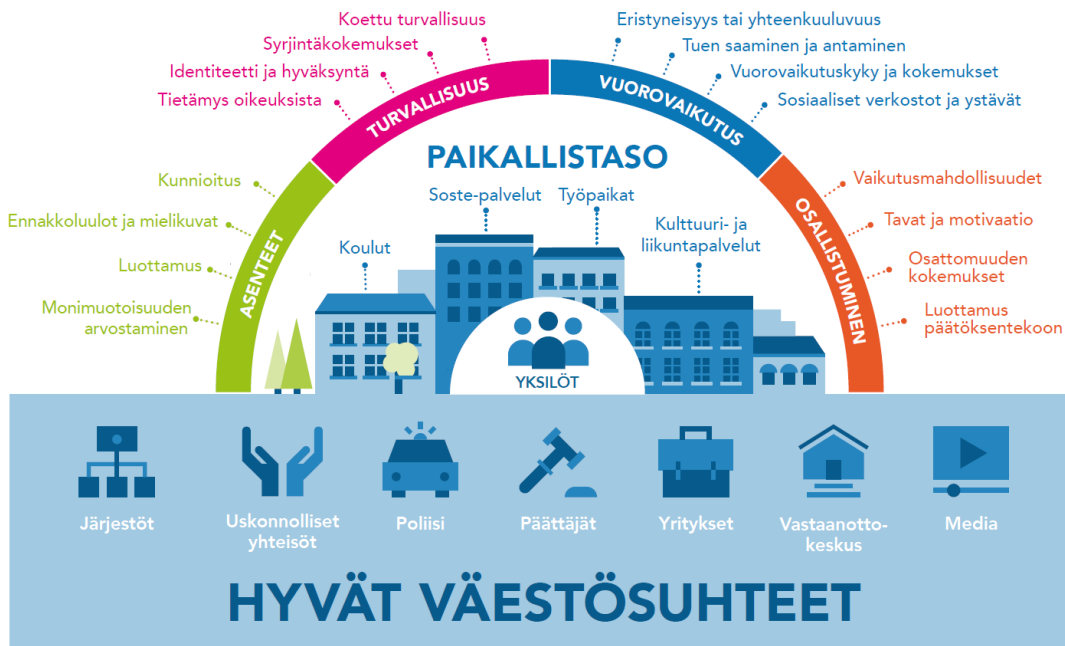 Koettu turvallisuus
Syrjintäkokemukset
Identiteetti ja hyväksyntä
Tietämys oikeuksista
Eristyneisyys tai yhteenkuuluvuus
Tuen saaminen ja antaminen
Vuorovaikutuskyky ja kokemukset
Sosiaaliset verkostot ja ystävät
TURVALLISUUS
VUOROVAIKUTUS
PAIKALLISTASO
Kunnioitus
Ennakkoluulot ja mielikuvat
Luottamus
Monimuotoisuuden
arvostaminen
ASENTEET
Koulut
Soste-palvelut
Työpaikat
Kulttuuri- ja
liikuntapalvelut
OSALLISTUMINEN
Vaikutusmahdollisuudet
Tavat ja motivaatio
Osattomuuden
kokemukset
Luottamus
päätöksentekoon
YKSILÖT
Järjestöt
Uskonnolliset
yhteisöt
Poliisi
Päättäjät
Yritykset
Vastaanotto-
keskus
Media
HYVÄT VÄESTÖSUHTEET